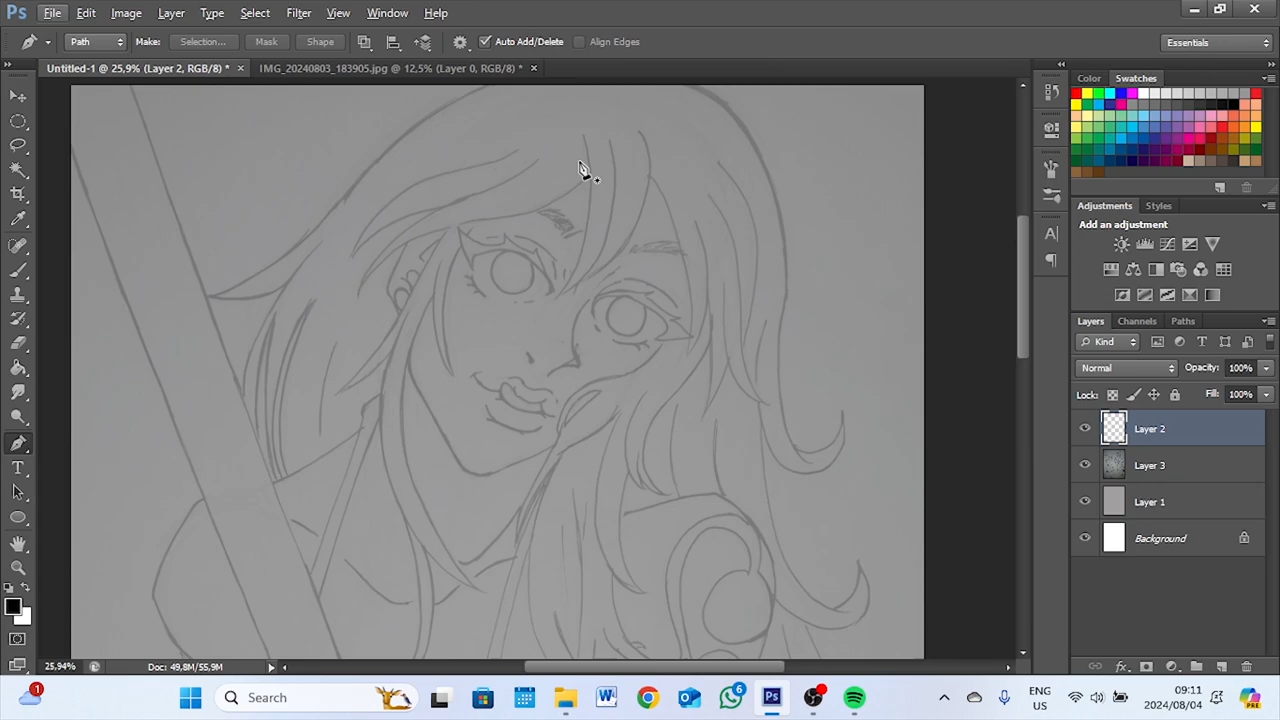 Ps File Edit Image Layer Type Select Filter View Window Help
Path Make: Selection... Mask Shape Auto Add/Delete Align Edges Essentials
Untitled-1 @ 25,9% (Layer 2, RGB/8) * IMG_20240803_183905.jpg @ 12,5% (Layer 0, RGB/8) *
Color Swatches
Adjustments Styles
Add an adjustment
Layers Channels Paths
Kind
Normal Opacity: 100%
Lock: Fill: 100%
Layer 2
Layer 3
Layer 1
Background
25,94% Doc: 49,8M/55,9M
1 Search 6 ENG US 09:11 2024/08/04 PRE